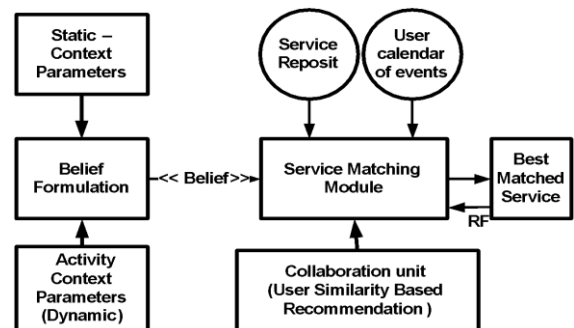 Static –
Context
Parameters
Service
Reposit
User
calendar
of events
Belief
Formulation
<< Belief>>
Service Matching
Module
Best
Matched
Service
RF
Activity
Context
Parameters
(Dynamic)
Collaboration unit
(User Similarity Based
Recommendation )